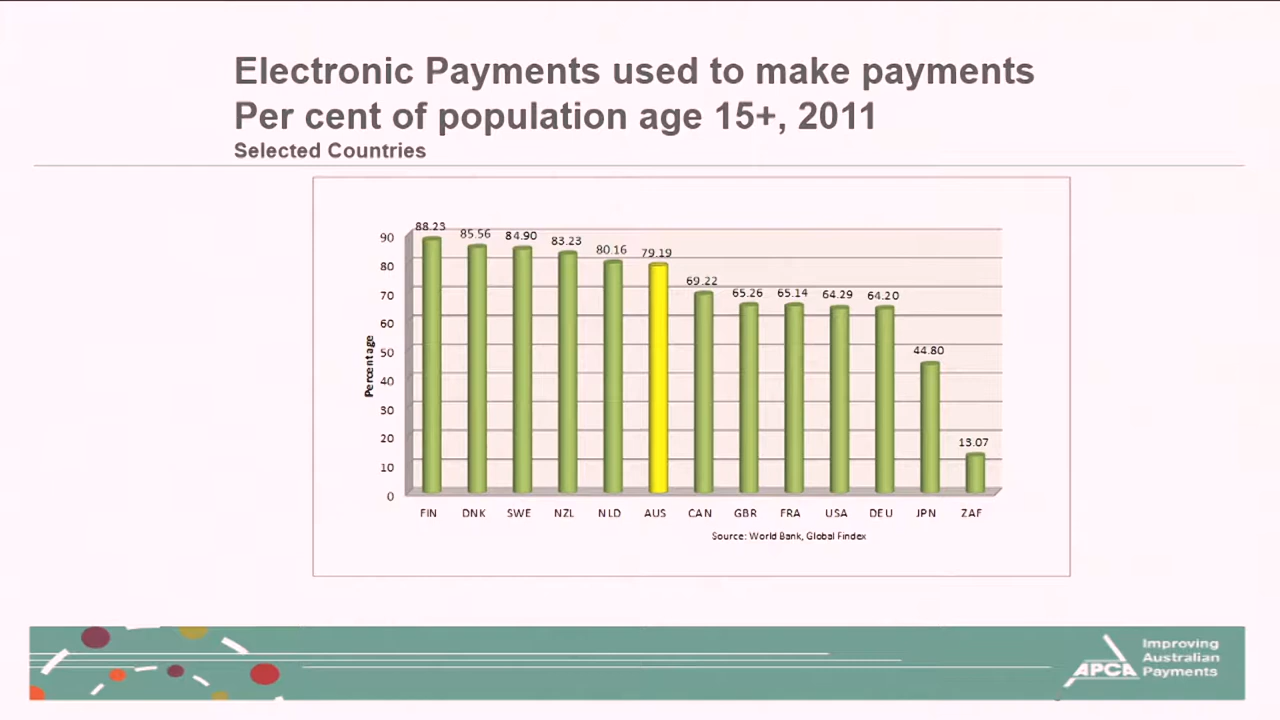 Electronic Payments used to make payments
Per cent of population age 15+, 2011
Selected Countries
88.23 85.56 84.90 83.23 80.16 79.19 69.22 65.26 65.14 64.29 64.20 44.80 13.07
90
80
70
60
50
40
30
20
10
0
Percentage
FIN DNK SWE NZL NLD AUS CAN GBR FRA USA DEU JPN ZAF
Source: World Bank, Global Findex
APCA
Improving
Australian
Payments